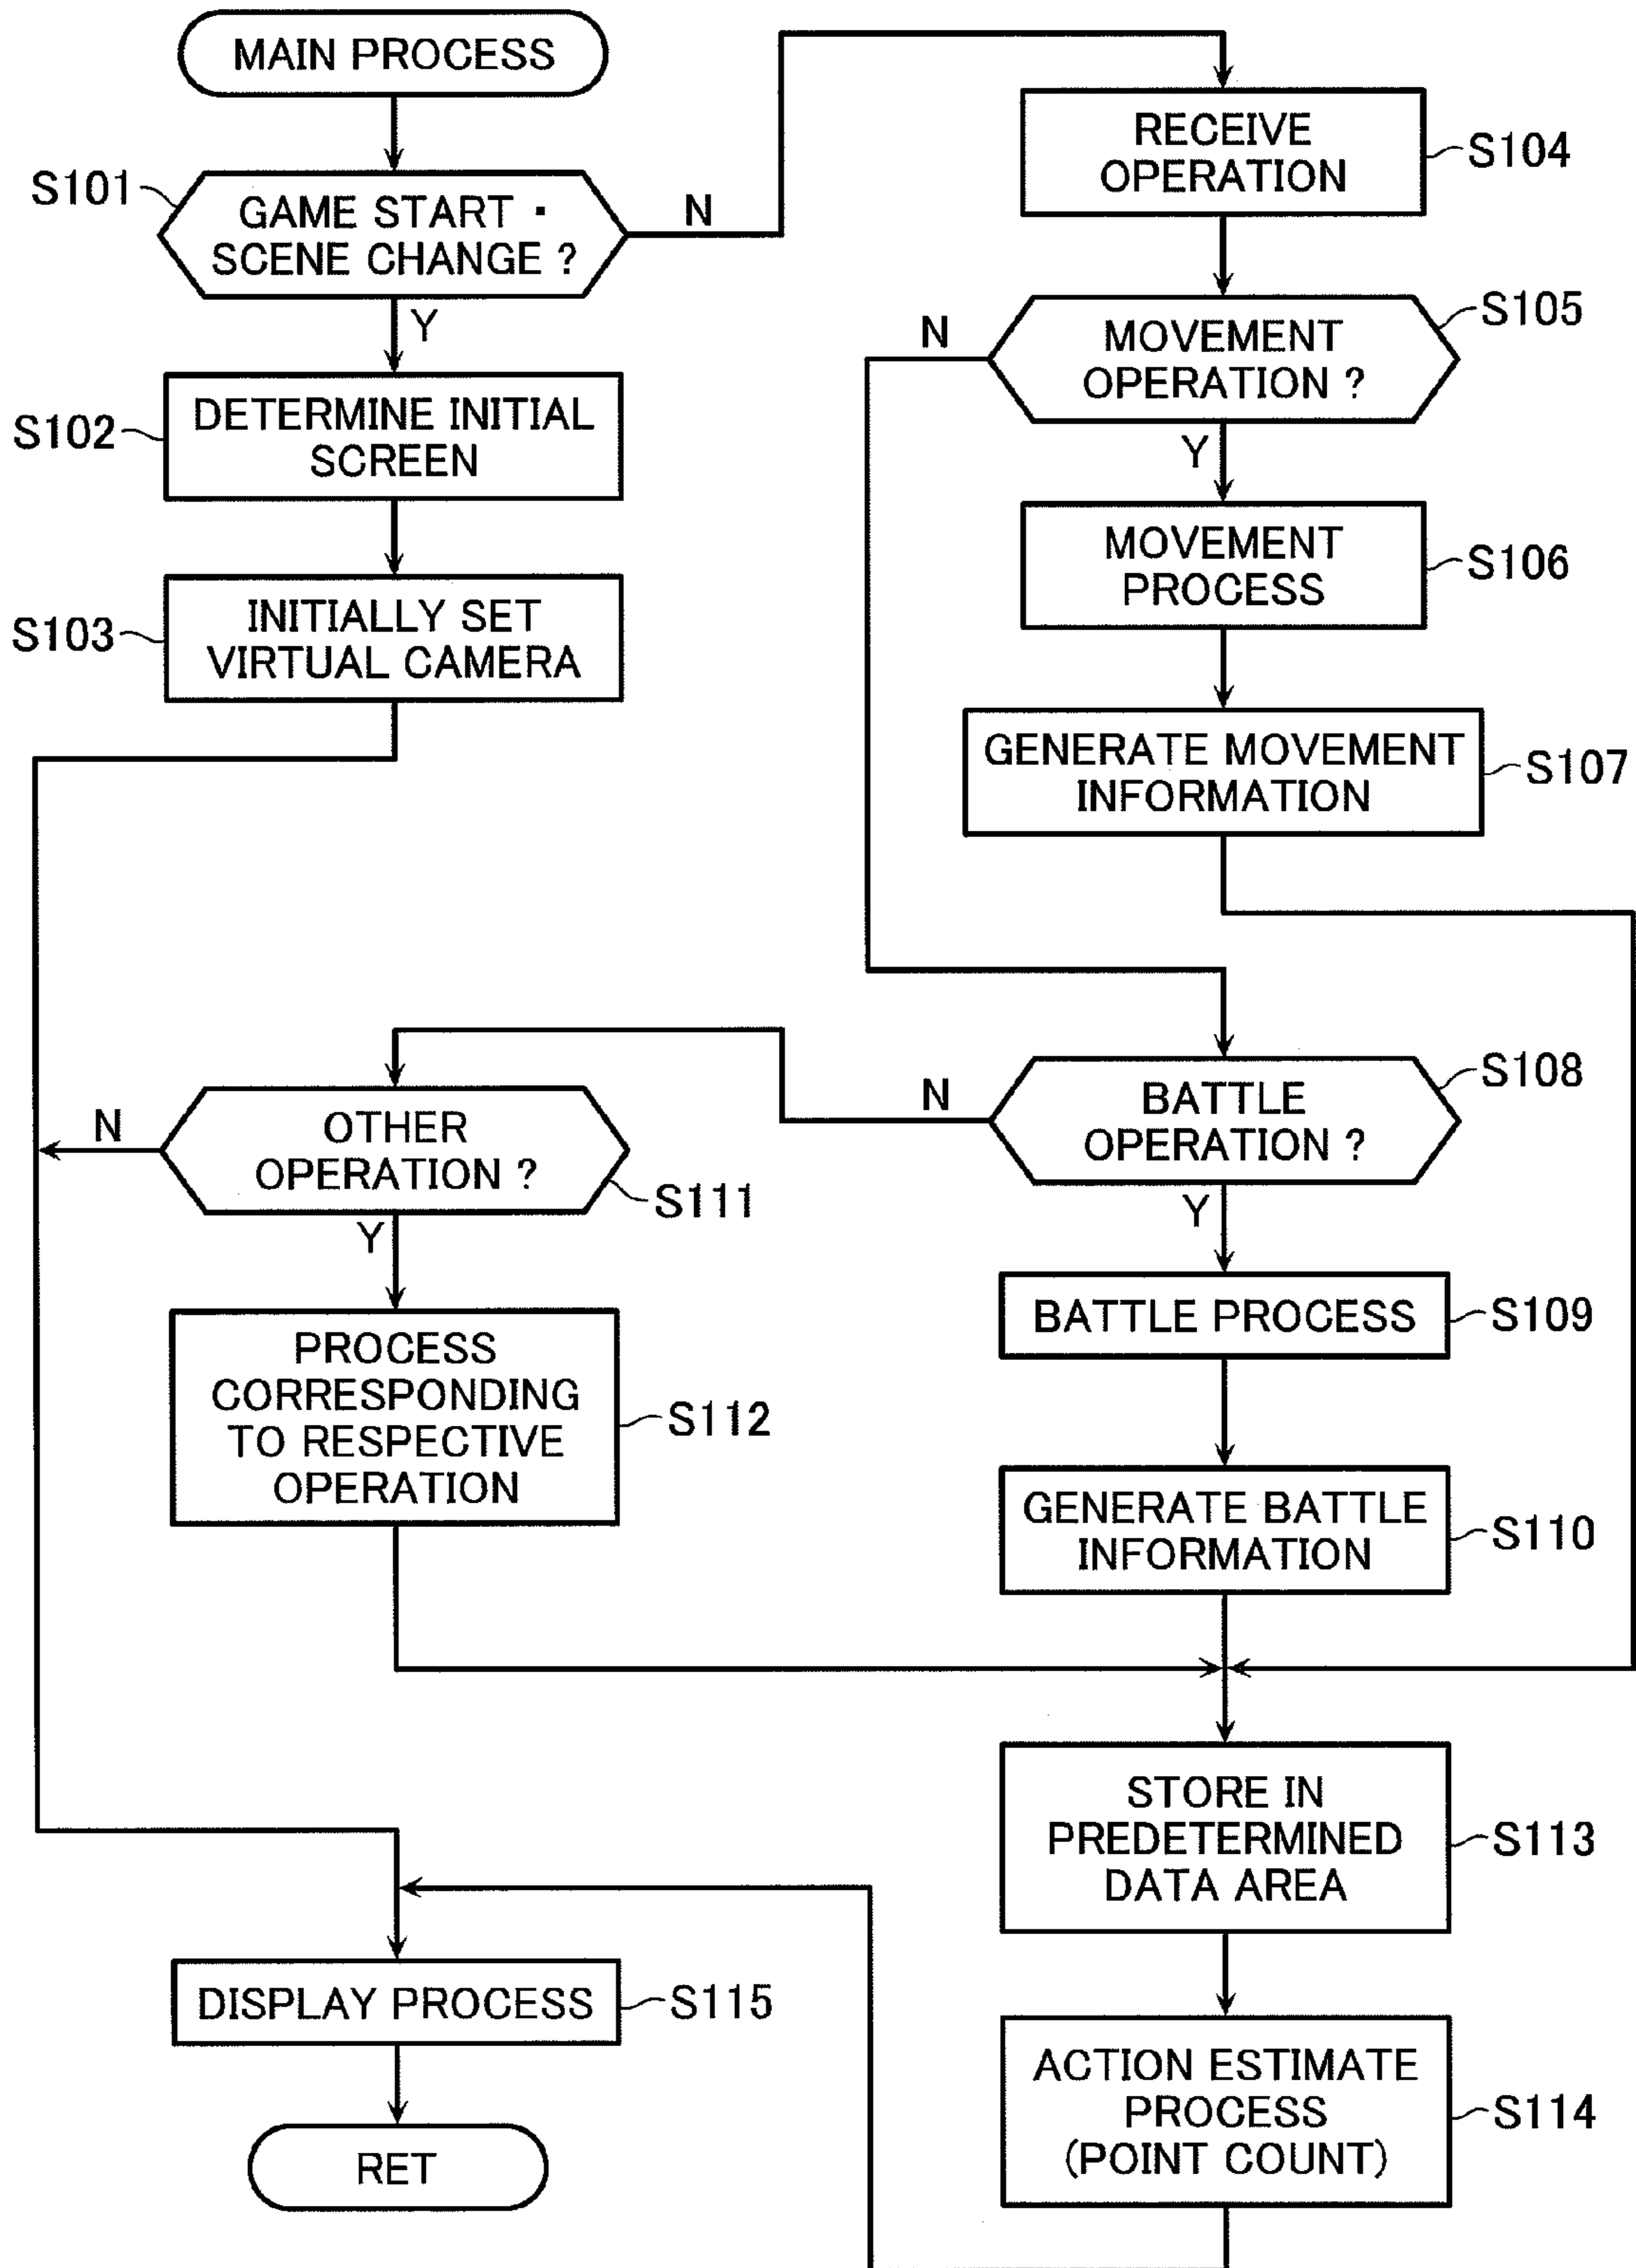 MAIN PROCESS
S101
GAME START ・
SCENE CHANGE ?
N
Y
S102
DETERMINE INITIAL
SCREEN
S103
INITIALLY SET
VIRTUAL CAMERA
RECEIVE
OPERATION
S104
MOVEMENT
OPERATION ?
S105
N
Y
MOVEMENT
PROCESS
S106
GENERATE MOVEMENT
INFORMATION
S107
BATTLE
OPERATION ?
S108
N
Y
BATTLE PROCESS
S109
GENERATE BATTLE
INFORMATION
S110
OTHER
OPERATION ?
S111
N
Y
PROCESS
CORRESPONDING
TO RESPECTIVE
OPERATION
S112
STORE IN
PREDETERMINED
DATA AREA
S113
ACTION ESTIMATE
PROCESS
(POINT COUNT)
S114
DISPLAY PROCESS
S115
RET